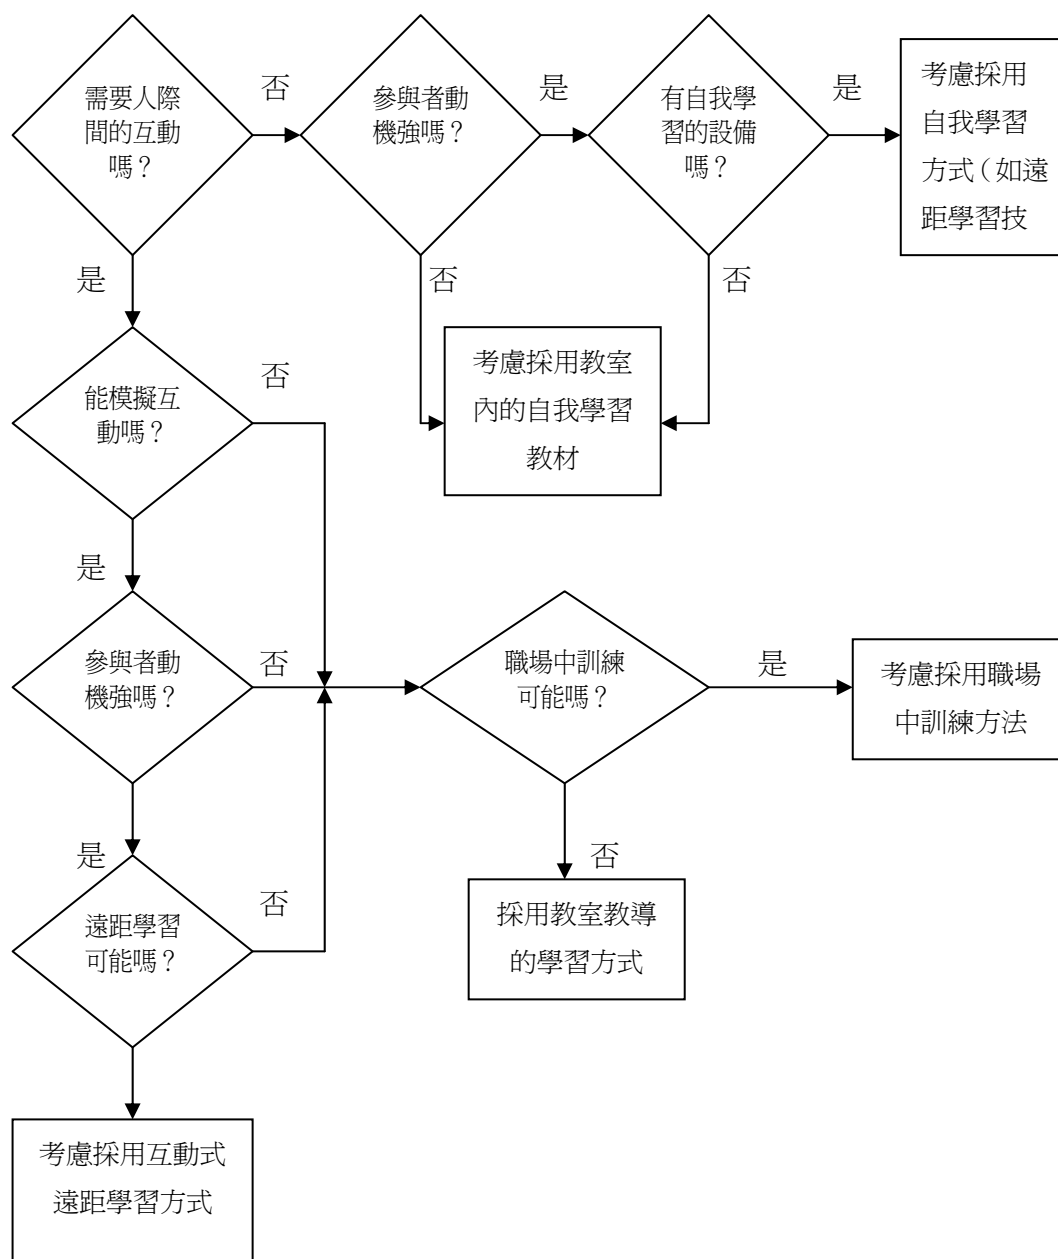 需要人際
間的互動
嗎？
否
參與者動
機強嗎？
是
有自我學
習的設備
嗎？
是
考慮採用
自我學習
方式（如遠
距學習技
是
否
否
能模擬互
動嗎？
否
考慮採用教室
內的自我學習
教材
是
參與者動
機強嗎？
否
職場中訓練
可能嗎？
是
考慮採用職場
中訓練方法
是
遠距學習
可能嗎？
否
否
採用教室教導
的學習方式
考慮採用互動式
遠距學習方式